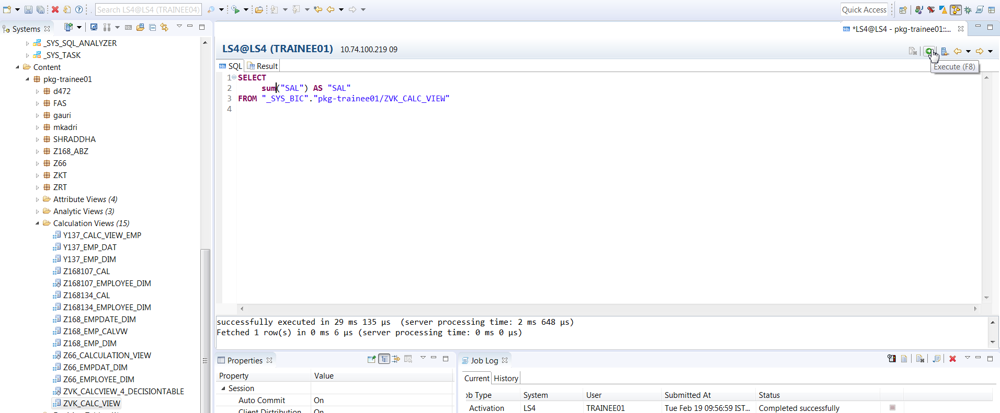 Search LS4@LS4 (TRAINEE04)
Quick Access
Systems
_SYS_SQL_ANALYZER
_SYS_TASK
Content
pkg-trainee01
d472
FAS
gauri
mkadri
SHRADDHA
Z168_ABZ
Z66
ZKT
ZRT
Attribute Views (4)
Analytic Views (3)
Calculation Views (15)
Y137_CALC_VIEW_EMP
Y137_EMP_DAT
Y137_EMP_DIM
Z168107_CAL
Z168107_EMPLOYEE_DIM
Z168134_CAL
Z168134_EMPLOYEE_DIM
Z168_EMPDATE_DIM
Z168_EMP_CALVW
Z168_EMP_DIM
Z66_CALCULATION_VIEW
Z66_EMPDAT_DIM
Z66_EMPLOYEE_DIM
ZVK_CALCVIEW_4_DECISIONTABLE
ZVK_CALC_VIEW
*LS4@LS4 - pkg-trainee01::...
LS4@LS4 (TRAINEE01) 10.74.100.219 09
Execute (F8)
SQL Result
1 SELECT
2 sum("SAL") AS "SAL"
3 FROM "_SYS_BIC"."pkg-trainee01/ZVK_CALC_VIEW"
4
successfully executed in 29 ms 135 µs (server processing time: 2 ms 648 µs)
Fetched 1 row(s) in 0 ms 6 µs (server processing time: 0 ms 0 µs)
Properties
Property Value
Session
Auto Commit On
Client Distribution On
Job Log
Current History
ob Type System User Submitted At Status
Activation LS4 TRAINEE01 Tue Feb 19 09:56:59 IST... Completed successfully